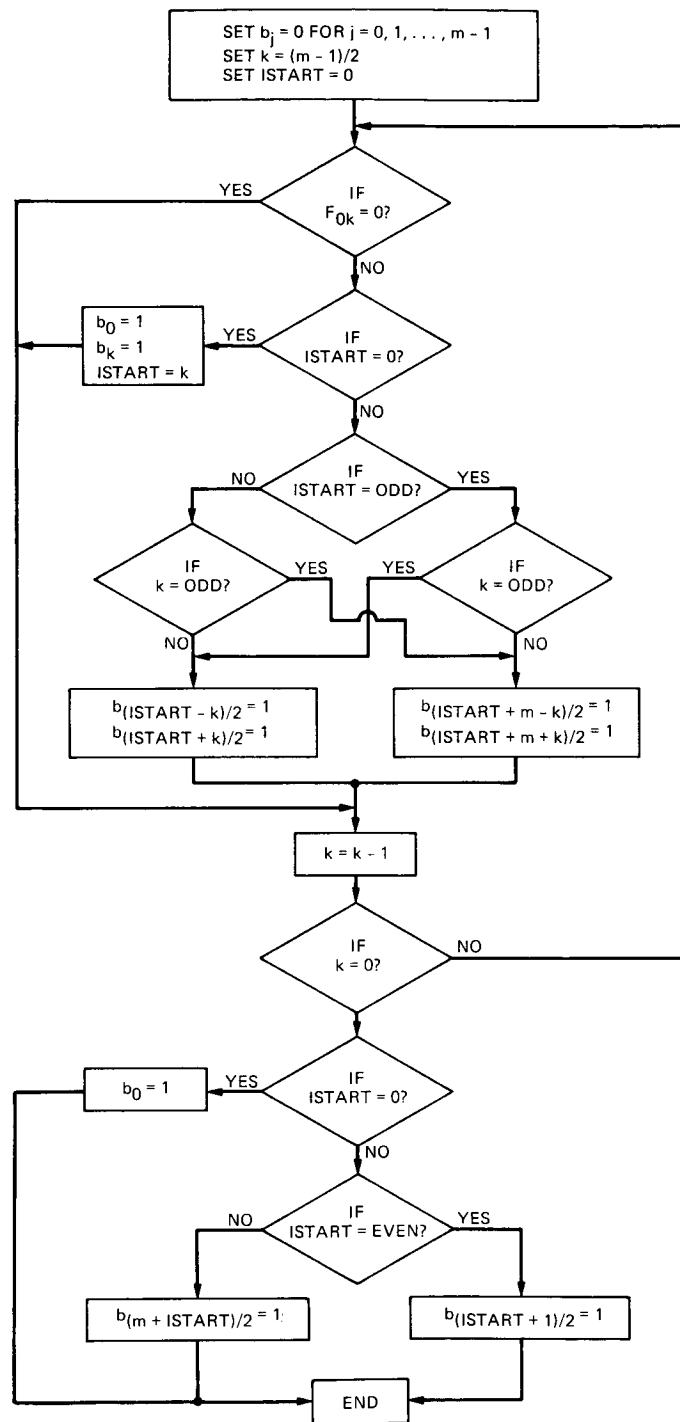 SET b_j = 0 FOR j = 0, 1, . . . , m - 1
SET k = (m - 1)/2
SET ISTART = 0
IF
F_0k = 0?
YES
NO
IF
ISTART = 0?
YES
b_0 = 1
b_k = 1
ISTART = k
NO
IF
ISTART = ODD?
NO
YES
IF
k = ODD?
YES
NO
IF
k = ODD?
YES
NO
b_(ISTART - k)/2 = 1
b_(ISTART + k)/2 = 1
b_(ISTART + m - k)/2 = 1
b_(ISTART + m + k)/2 = 1
k = k - 1
IF
k = 0?
NO
IF
ISTART = 0?
YES
b_0 = 1
NO
IF
ISTART = EVEN?
NO
YES
b_(m + ISTART)/2 = 1
b_(ISTART + 1)/2 = 1
END